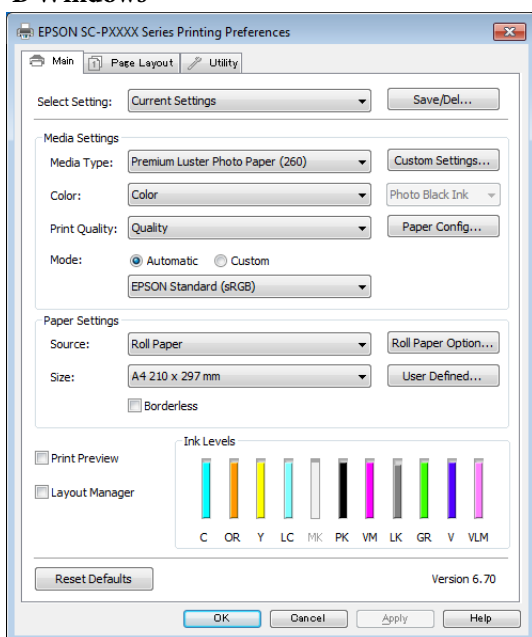 EPSON SC-PXXXX Series Printing Preferences
Main Page Layout Utility
Select Setting: Current Settings Save/Del...
Media Settings
Media Type: Premium Luster Photo Paper (260) Custom Settings...
Color: Color Photo Black Ink
Print Quality: Quality Paper Config...
Mode: Automatic Custom
EPSON Standard (sRGB)
Paper Settings
Source: Roll Paper Roll Paper Option...
Size: A4 210 x 297 mm User Defined...
Borderless
Ink Levels
Print Preview
Layout Manager
C OR Y LC MK PK VM LK GR V VLM
Reset Defaults Version 6.70
OK Cancel Apply Help